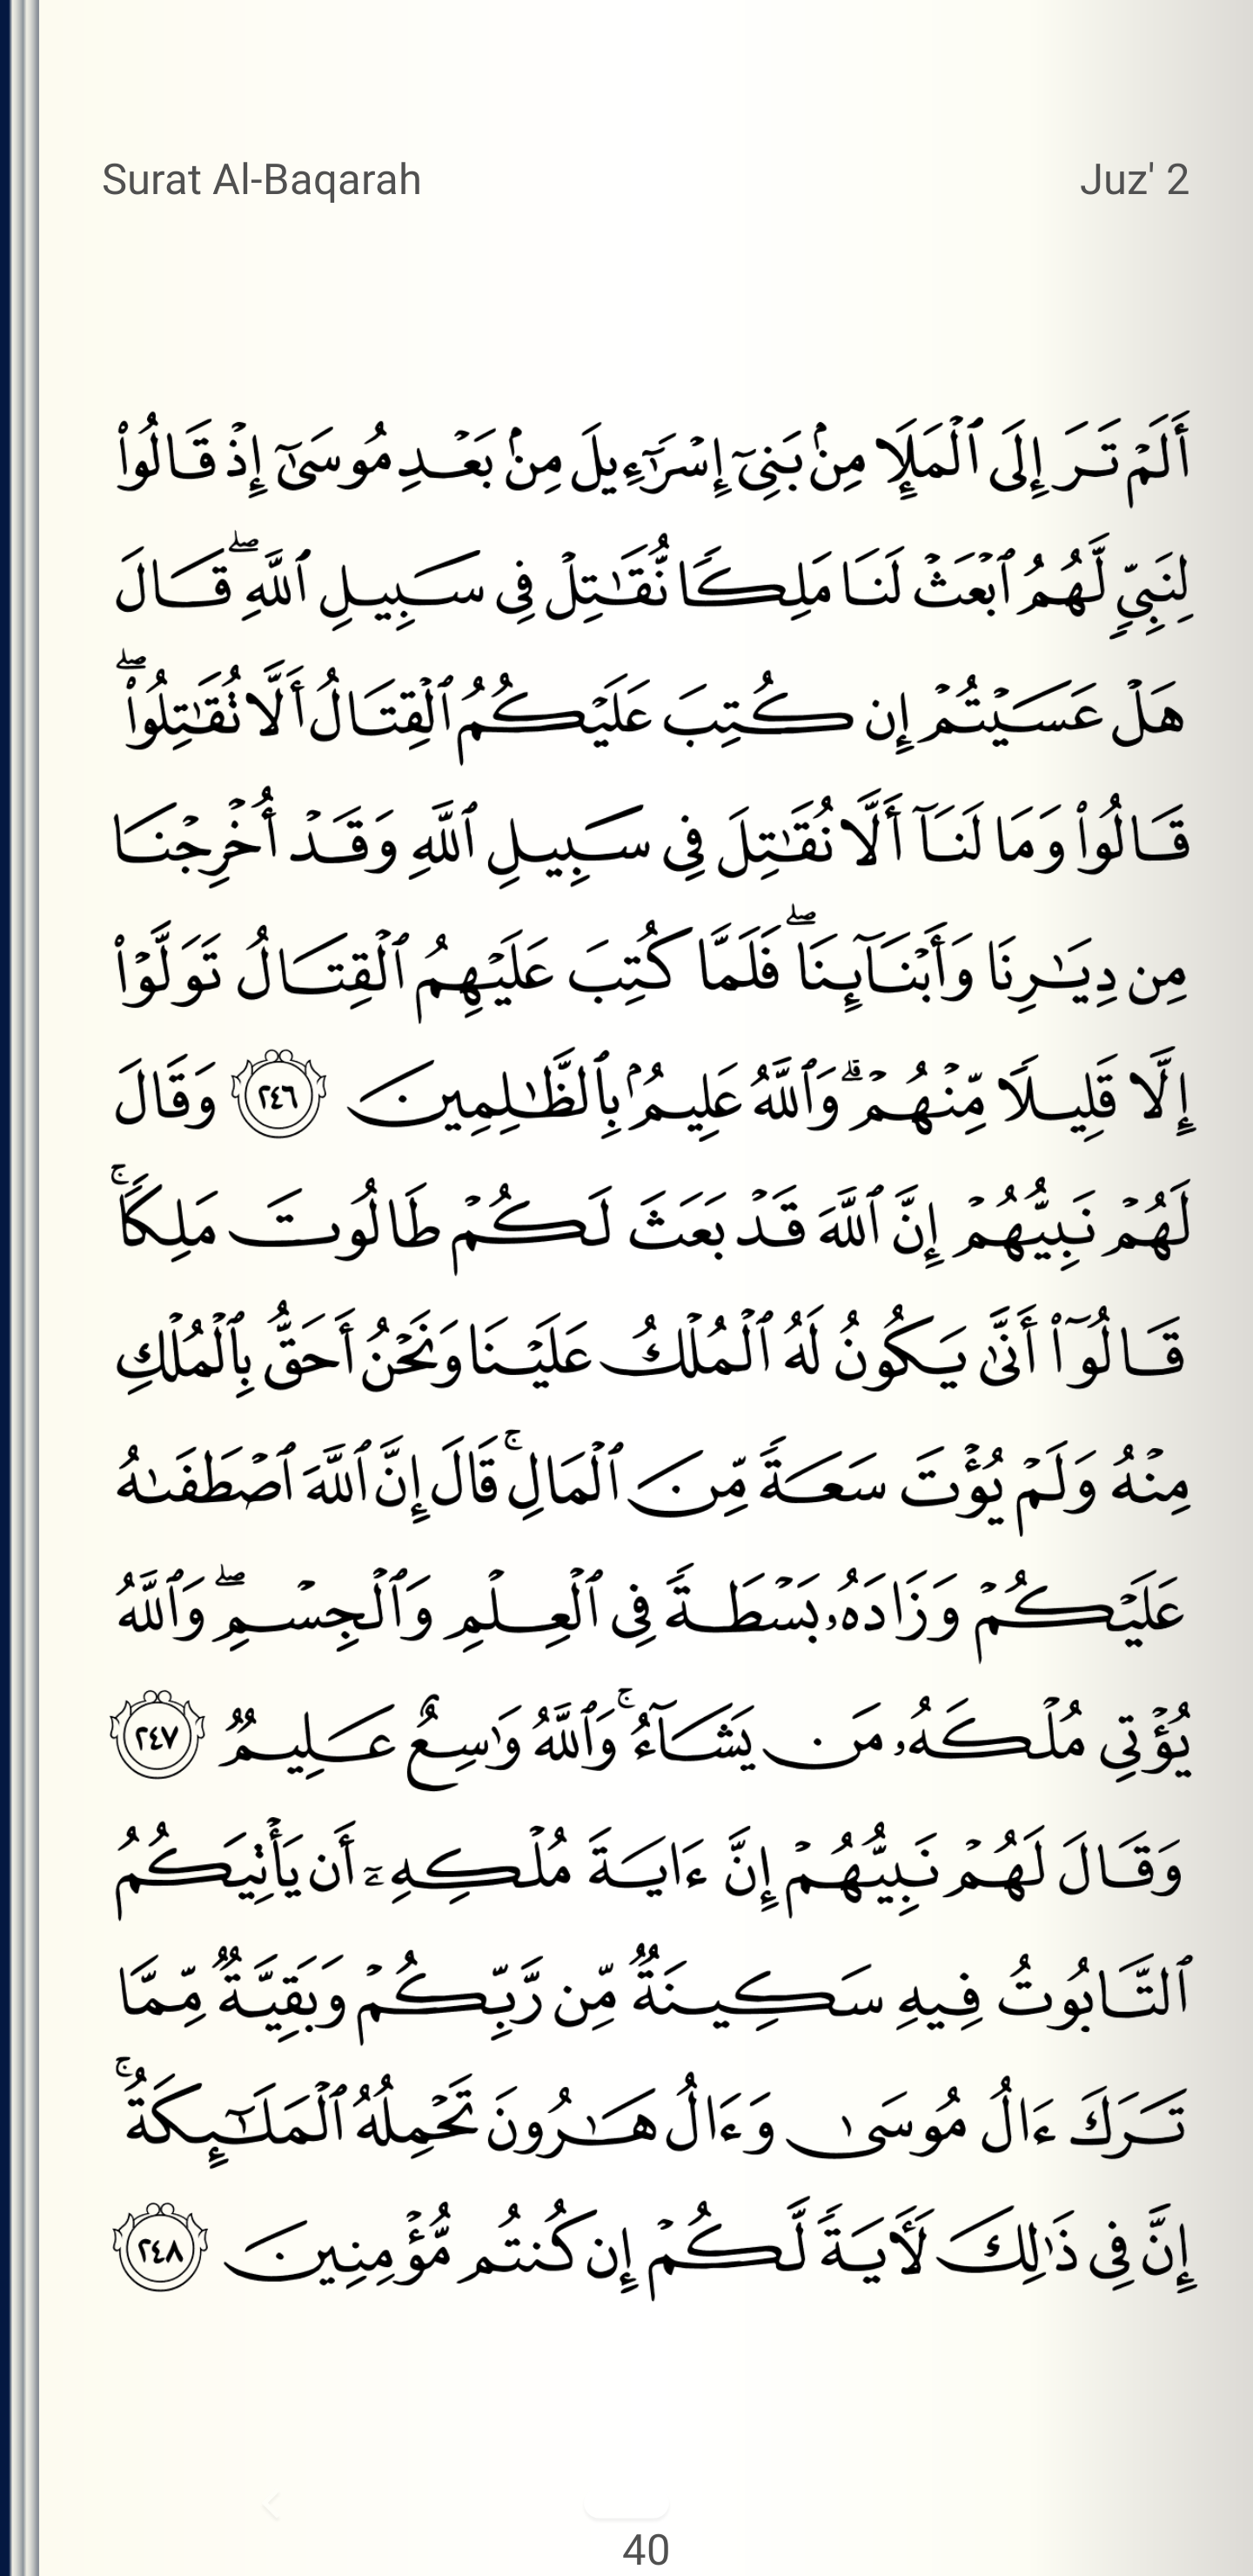 Surat Al-Baqarah
Juz' 2
أَلَمۡ تَرَ إِلَى ٱلۡمَلَإِ مِنۢ بَنِيٓ إِسۡرَٰٓءِيلَ مِنۢ بَعۡدِ مُوسَىٰٓ إِذۡ قَالُواْ
لِنَبِيّٖ لَّهُمُ ٱبۡعَثۡ لَنَا مَلِكٗا نُّقَٰتِلۡ فِي سَبِيلِ ٱللَّهِۖ قَالَ
هَلۡ عَسَيۡتُمۡ إِن كُتِبَ عَلَيۡكُمُ ٱلۡقِتَالُ أَلَّا تُقَٰتِلُواْۖ
قَالُواْ وَمَا لَنَآ أَلَّا نُقَٰتِلَ فِي سَبِيلِ ٱللَّهِ وَقَدۡ أُخۡرِجۡنَا
مِن دِيَٰرِنَا وَأَبۡنَآئِنَاۖ فَلَمَّا كُتِبَ عَلَيۡهِمُ ٱلۡقِتَالُ تَوَلَّوۡاْ
إِلَّا قَلِيلٗا مِّنۡهُمۡۚ وَٱللَّهُ عَلِيمُۢ بِٱلظَّٰلِمِينَ ٢٤٦ وَقَالَ
لَهُمۡ نَبِيُّهُمۡ إِنَّ ٱللَّهَ قَدۡ بَعَثَ لَكُمۡ طَالُوتَ مَلِكٗاۚ
قَالُوٓاْ أَنَّىٰ يَكُونُ لَهُ ٱلۡمُلۡكُ عَلَيۡنَا وَنَحۡنُ أَحَقُّ بِٱلۡمُلۡكِ
مِنۡهُ وَلَمۡ يُؤۡتَ سَعَةٗ مِّنَ ٱلۡمَالِۚ قَالَ إِنَّ ٱللَّهَ ٱصۡطَفَىٰهُ
عَلَيۡكُمۡ وَزَادَهُۥ بَسۡطَةٗ فِي ٱلۡعِلۡمِ وَٱلۡجِسۡمِۖ وَٱللَّهُ
يُؤۡتِي مُلۡكَهُۥ مَن يَشَآءُۚ وَٱللَّهُ وَٰسِعٌ عَلِيمٞ ٢٤٧
وَقَالَ لَهُمۡ نَبِيُّهُمۡ إِنَّ ءَايَةَ مُلۡكِهِۦٓ أَن يَأۡتِيَكُمُ
ٱلتَّابُوتُ فِيهِ سَكِينَةٞ مِّن رَّبِّكُمۡ وَبَقِيَّةٞ مِّمَّا
تَرَكَ ءَالُ مُوسَىٰ وَءَالُ هَٰرُونَ تَحۡمِلُهُ ٱلۡمَلَٰٓئِكَةُۚ
إِنَّ فِي ذَٰلِكَ لَأٓيَةٗ لَّكُمۡ إِن كُنتُم مُّؤۡمِنِينَ ٢٤٨
40